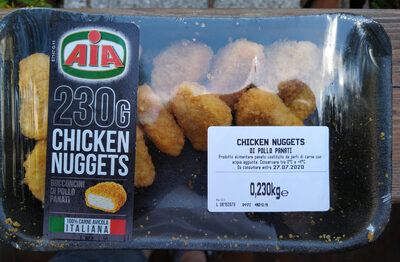 AIA
230G
CHICKEN
NUGGETS
BOCCONCINI
DI POLLO
PANATI
100% CARNE AVICOLA
ITALIANA
CHICKEN NUGGETS
DI POLLO PANATI
Prodotto alimentare panato costituito da parti di carne con
acqua aggiunta. Conservare tra 0°C e +4°C
Da consumare entro 27.07.2020
0,230kg e